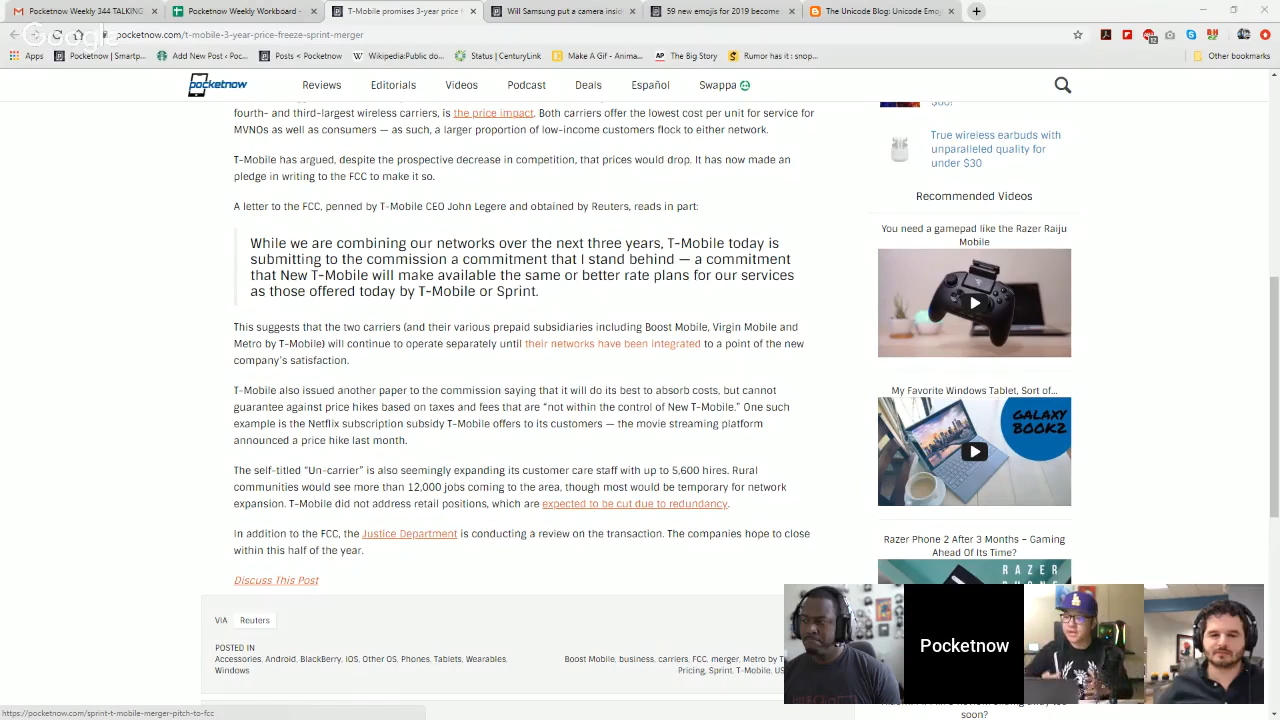 Pocketnow Weekly 344 TALKING
Pocketnow Weekly Workboard -
T-Mobile promises 3-year price
Will Samsung put a camera inside
59 new emojis for 2019 become
The Unicode Blog: Unicode Emoji
Google
pocketnow.com/t-mobile-3-year-price-freeze-sprint-merger
Apps
Pocketnow | Smartp...
Pocketnow Services
Wikipedia:Public do...
Status | CenturyLink
Make A Gif - Anima...
The Big Story
Rumor has it : snop...
Other bookmarks
pocketnow
Reviews
Editorials
Videos
Podcast
Deals
Español
Swappa
fourth- and third-largest wireless carriers, is the price impact. Both carriers offer the lowest cost per unit for service for
MVNOs as well as consumers — as such, a larger proportion of low-income customers flock to either network.
T-Mobile has argued, despite the prospective decrease in competition, that prices would drop. It has now made an
pledge in writing to the FCC to make it so.
A letter to the FCC, penned by T-Mobile CEO John Legere and obtained by Reuters, reads in part:
While we are combining our networks over the next three years, T-Mobile today is
submitting to the commission a commitment that I stand behind — a commitment
that New T-Mobile will make available the same or better rate plans for our services
as those offered today by T-Mobile or Sprint.
This suggests that the two carriers (and their various prepaid subsidiaries including Boost Mobile, Virgin Mobile and
Metro by T-Mobile) will continue to operate separately until their networks have been integrated to a point of the new
company's satisfaction.
T-Mobile also issued another paper to the commission saying that it will do its best to absorb costs, but cannot
guarantee against price hikes based on taxes and fees that are "not within the control of New T-Mobile." One such
example is the Netflix subscription subsidy T-Mobile offers to its customers — the movie streaming platform
announced a price hike last month.
The self-titled "Un-carrier" is also seemingly expanding its customer care staff with up to 5,600 hires. Rural
communities would see more than 12,000 jobs coming to the area, though most would be temporary for network
expansion. T-Mobile did not address retail positions, which are expected to be cut due to redundancy.
In addition to the FCC, the Justice Department is conducting a review on the transaction. The companies hope to close
within this half of the year.
Discuss This Post
VIA
Reuters
POSTED IN
Accessories, Android, BlackBerry, iOS, Other OS, Phones, Tablets, Wearables,
Windows
Boost Mobile, business, carriers, FCC, merger, Metro by T
Pricing, Sprint, T-Mobile, US
$60!
True wireless earbuds with
unparalleled quality for
under $30
Recommended Videos
You need a gamepad like the Razer Raiju
Mobile
My Favorite Windows Tablet, Sort of...
GALAXY
BOOK2
Razer Phone 2 After 3 Months – Gaming
Ahead Of Its Time?
RAZER
Pocketnow
soon?
https://pocketnow.com/sprint-t-mobile-merger-pitch-to-fcc